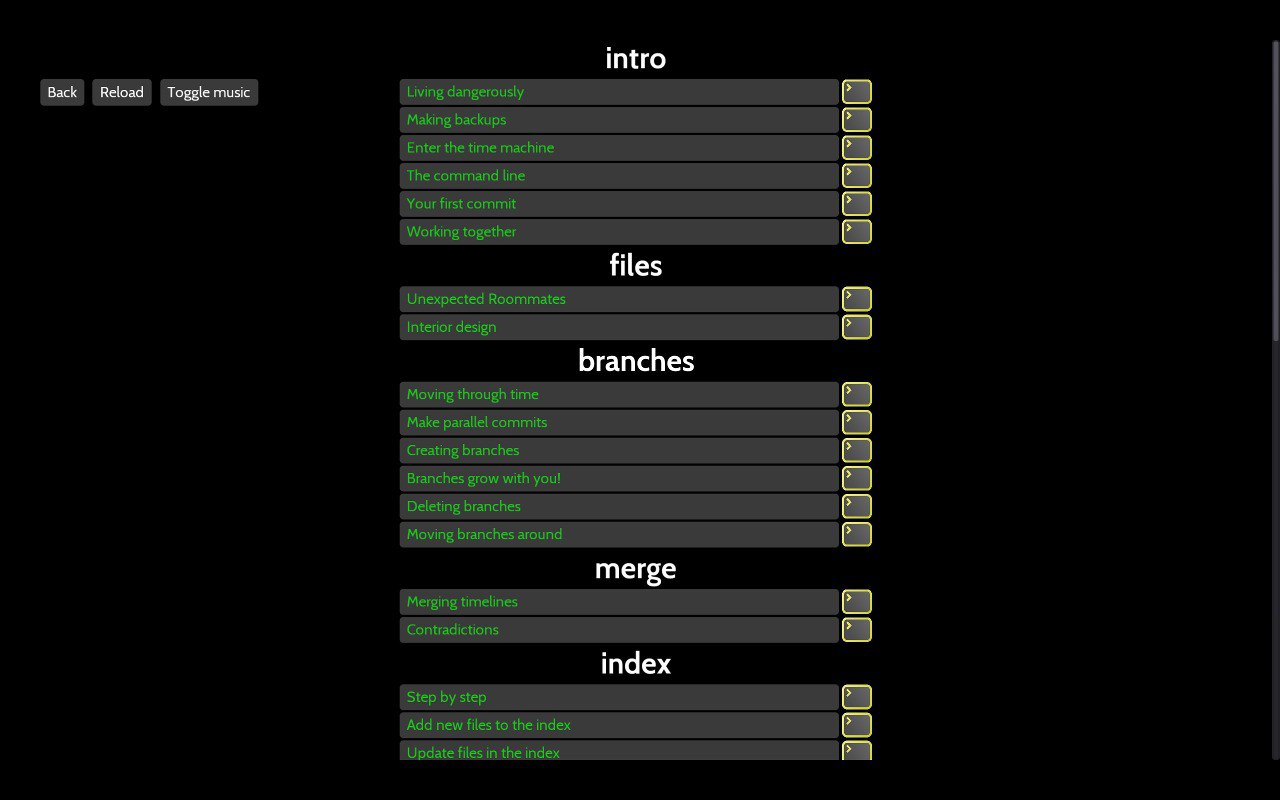 intro
Back Reload Toggle music
Living dangerously
Making backups
Enter the time machine
The command line
Your first commit
Working together
files
Unexpected Roommates
Interior design
branches
Moving through time
Make parallel commits
Creating branches
Branches grow with you!
Deleting branches
Moving branches around
merge
Merging timelines
Contradictions
index
Step by step
Add new files to the index
Update files in the index